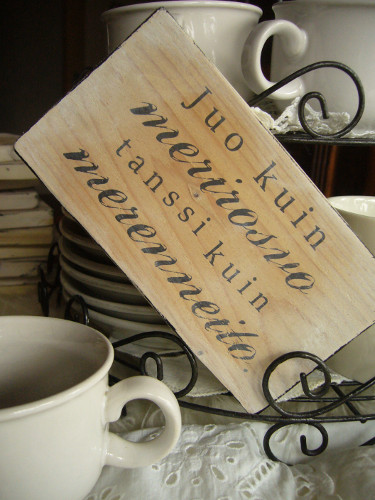 Juo kuin
merirosvo
tanssi kuin
merenneito.